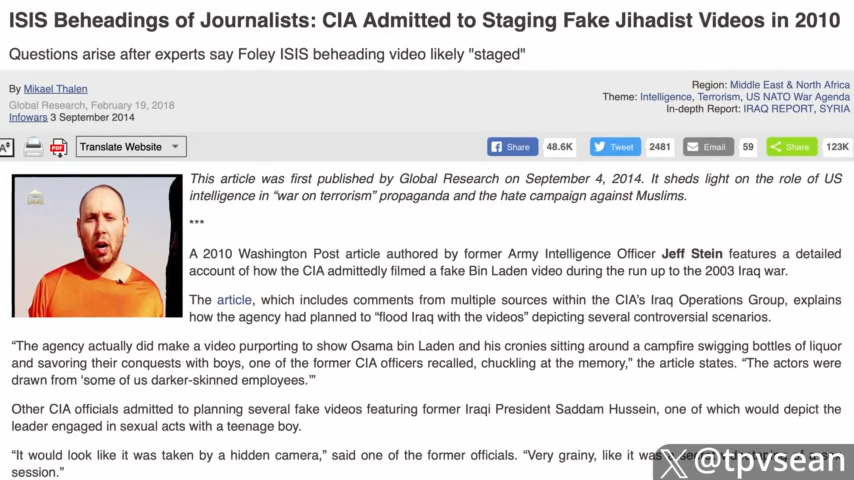 ISIS Beheadings of Journalists: CIA Admitted to Staging Fake Jihadist Videos in 2010
Questions arise after experts say Foley ISIS beheading video likely "staged"
By Mikael Thalen
Global Research, February 19, 2018
Infowars 3 September 2014
Region: Middle East & North Africa
Theme: Intelligence, Terrorism, US NATO War Agenda
In-depth Report: IRAQ REPORT, SYRIA
Translate Website
Share 48.6K
Tweet 2481
Email 59
Share 123K
This article was first published by Global Research on September 4, 2014. It sheds light on the role of US
intelligence in “war on terrorism” propaganda and the hate campaign against Muslims.
***
A 2010 Washington Post article authored by former Army Intelligence Officer Jeff Stein features a detailed
account of how the CIA admittedly filmed a fake Bin Laden video during the run up to the 2003 Iraq war.
The article, which includes comments from multiple sources within the CIA’s Iraq Operations Group, explains
how the agency had planned to “flood Iraq with the videos” depicting several controversial scenarios.
“The agency actually did make a video purporting to show Osama bin Laden and his cronies sitting around a campfire swigging bottles of liquor
and savoring their conquests with boys, one of the former CIA officers recalled, chuckling at the memory,” the article states. “The actors were
drawn from ‘some of us darker-skinned employees.’”
Other CIA officials admitted to planning several fake videos featuring former Iraqi President Saddam Hussein, one of which would depict the
leader engaged in sexual acts with a teenage boy.
“It would look like it was taken by a hidden camera,” said one of the former officials. “Very grainy, like it was
session.”
X @tpvsean